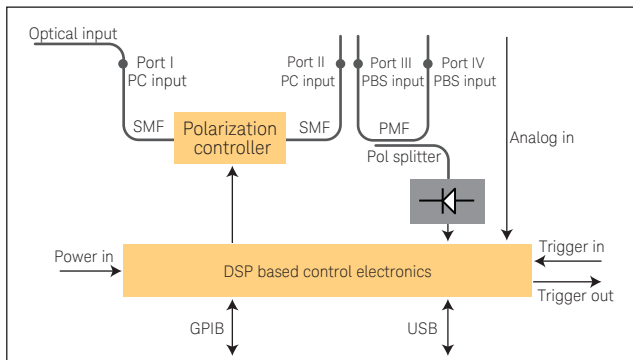 Optical input
Port I
PC input
Port II
PC input
Port III
PBS input
Port IV
PBS input
SMF
Polarization
controller
SMF
PMF
Pol splitter
Analog in
Power in
DSP based control electronics
Trigger in
Trigger out
GPIB
USB